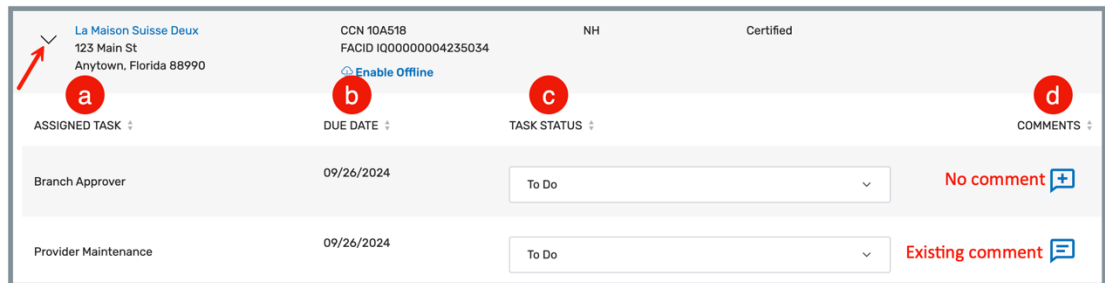 La Maison Suisse Deux
123 Main St
Anytown, Florida 88990
CCN 10A518
FACID IQ00000004235034
Enable Offline
NH
Certified
a
b
c
d
ASSIGNED TASK
DUE DATE
TASK STATUS
COMMENTS
Branch Approver
09/26/2024
To Do
No comment
Provider Maintenance
09/26/2024
To Do
Existing comment